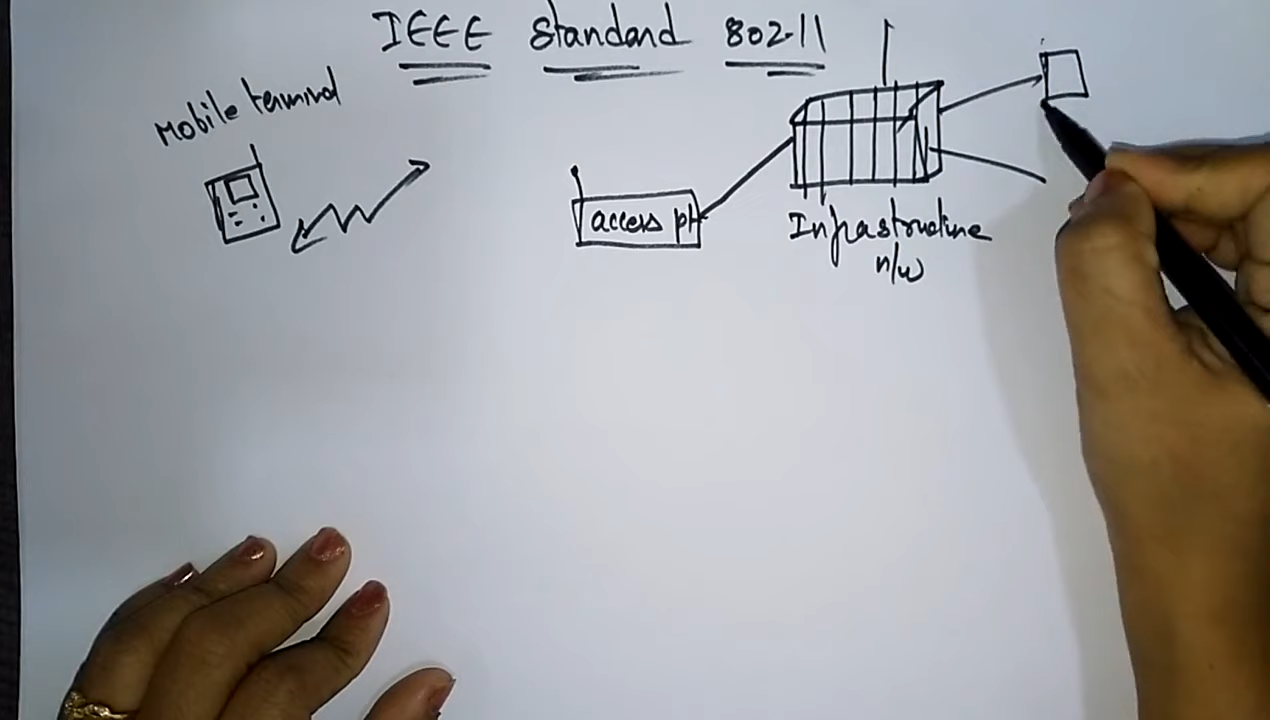 IEEE Standard 802.11
Mobile terminal
access pt
Infrastructure
n/w